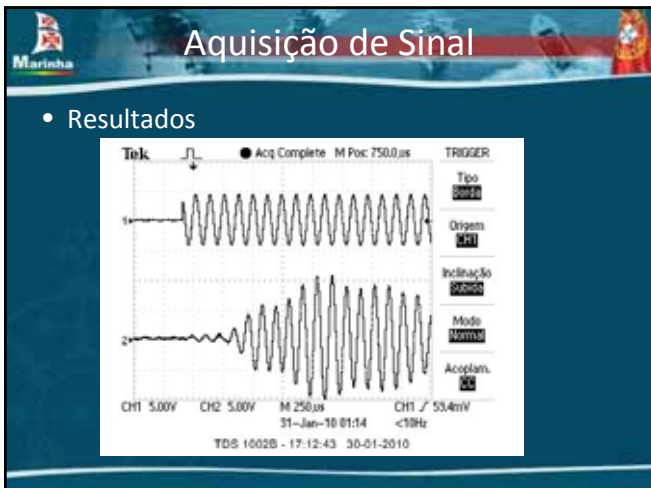 Marinha
Aquisição de Sinal
• Resultados
Tek Acq Complete M Pos: 750.0µs TRIGGER
Tipo
Borda
Origem
CH1
Inclinação
Subida
Modo
Normal
Acoplam.
CC
1
2
CH1 5.00V CH2 5.00V M 250µs CH1 53.4mV
31-Jan-10 01:14 <10Hz
TDS 1002B - 17:12:43 30-01-2010